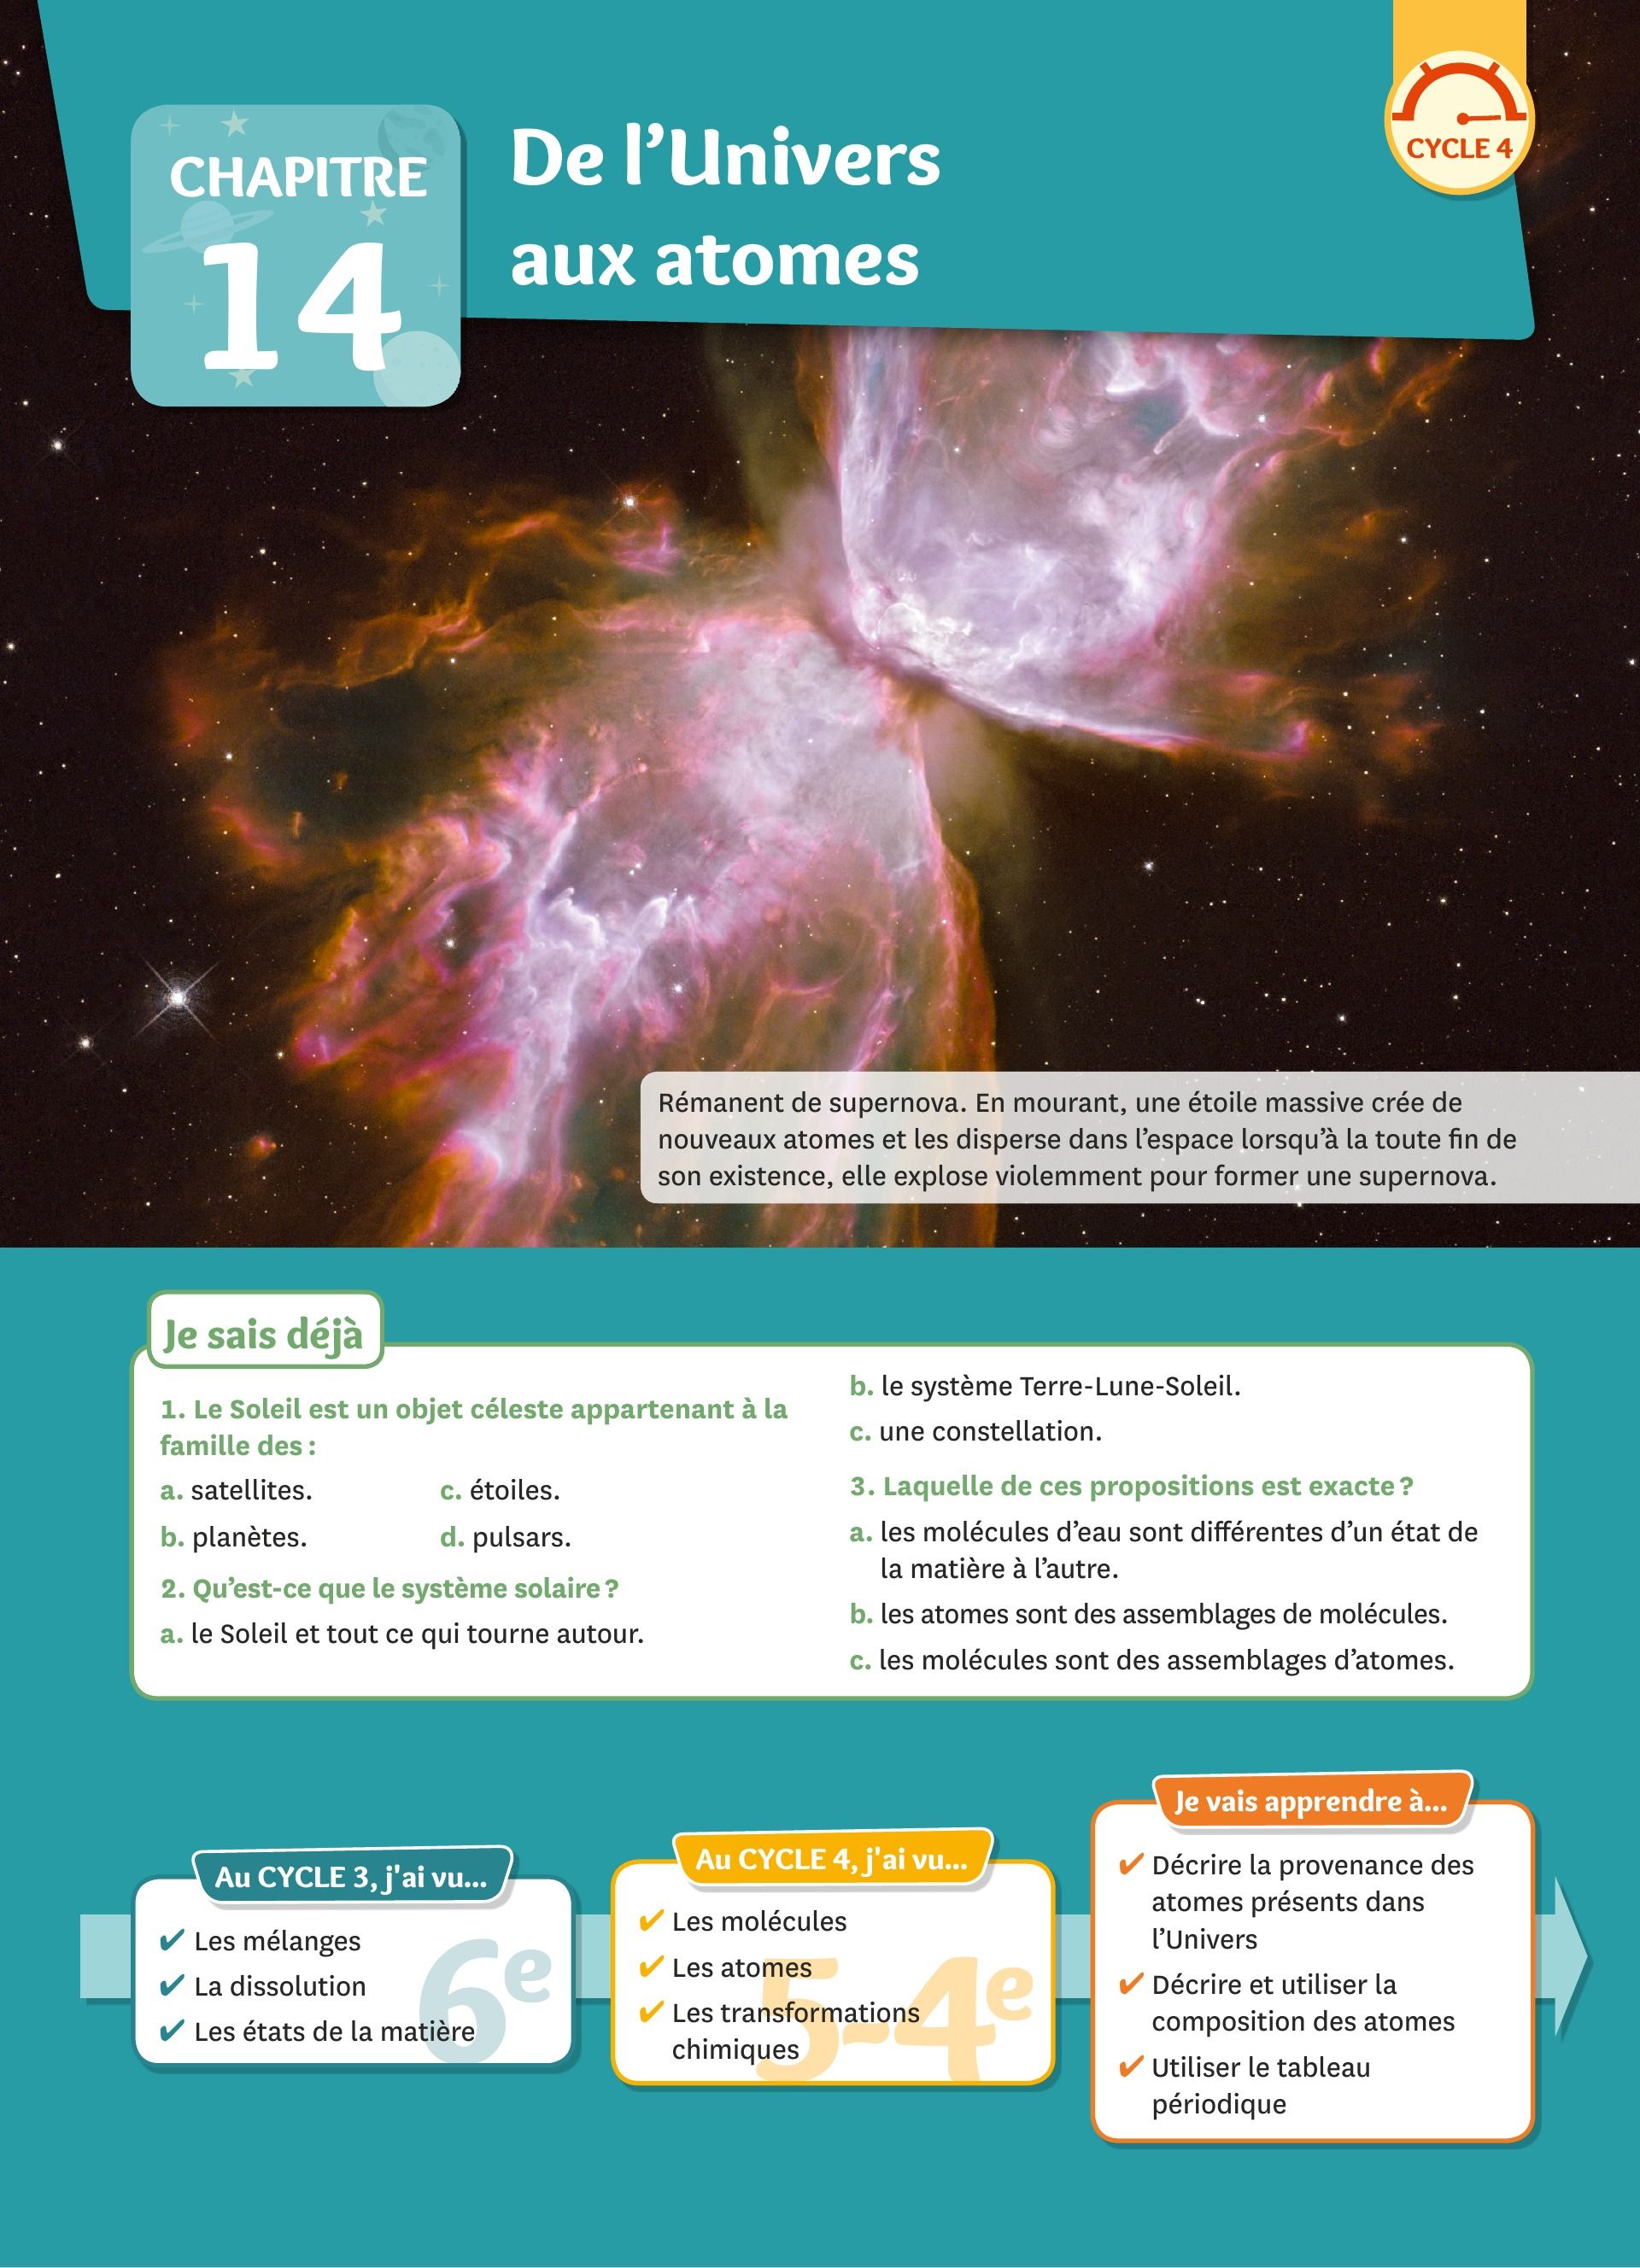 CHAPITRE
14
De l'Univers
aux atomes
CYCLE 4
Rémanent de supernova. En mourant, une étoile massive crée de
nouveaux atomes et les disperse dans l'espace lorsqu'à la toute fin de
son existence, elle explose violemment pour former une supernova.
Je sais déjà
1. Le Soleil est un objet céleste appartenant à la
famille des :
a. satellites.
b. planètes.
c. étoiles.
d. pulsars.
2. Qu'est-ce que le système solaire ?
a. le Soleil et tout ce qui tourne autour.
b. le système Terre-Lune-Soleil.
c. une constellation.
3. Laquelle de ces propositions est exacte ?
a. les molécules d'eau sont différentes d'un état de
la matière à l'autre.
b. les atomes sont des assemblages de molécules.
c. les molécules sont des assemblages d'atomes.
Au CYCLE 3, j'ai vu...
✔ Les mélanges
✔ La dissolution
✔ Les états de la matière
6e
Au CYCLE 4, j'ai vu...
✔ Les molécules
✔ Les atomes
✔ Les transformations
chimiques
5-4e
Je vais apprendre à...
✔ Décrire la provenance des
atomes présents dans
l'Univers
✔ Décrire et utiliser la
composition des atomes
✔ Utiliser le tableau
périodique